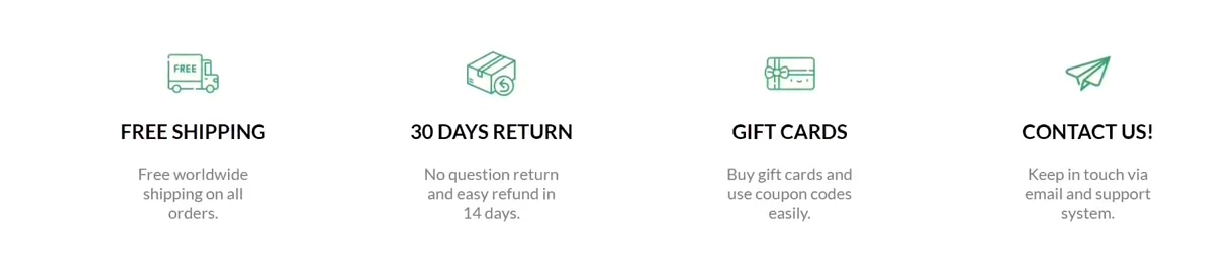 FREE
FREE SHIPPING
Free worldwide
shipping on all
orders.
30 DAYS RETURN
No question return
and easy refund in
14 days.
GIFT CARDS
Buy gift cards and
use coupon codes
easily.
CONTACT US!
Keep in touch via
email and support
system.